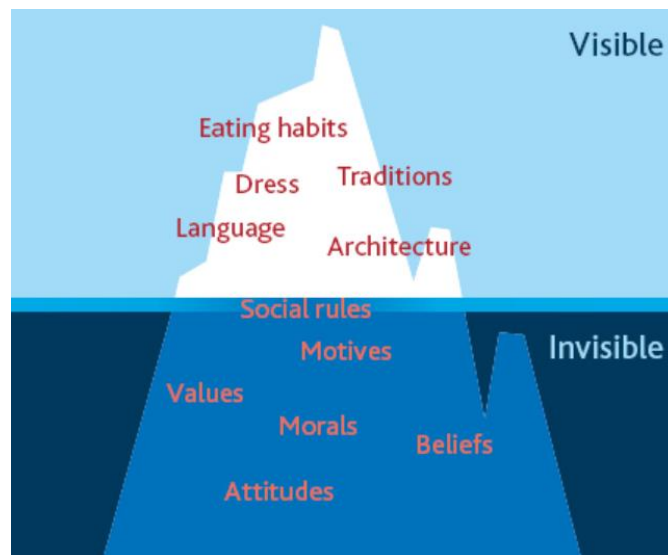 Visible
Eating habits
Dress
Traditions
Language
Architecture
Social rules
Motives
Invisible
Values
Morals
Beliefs
Attitudes